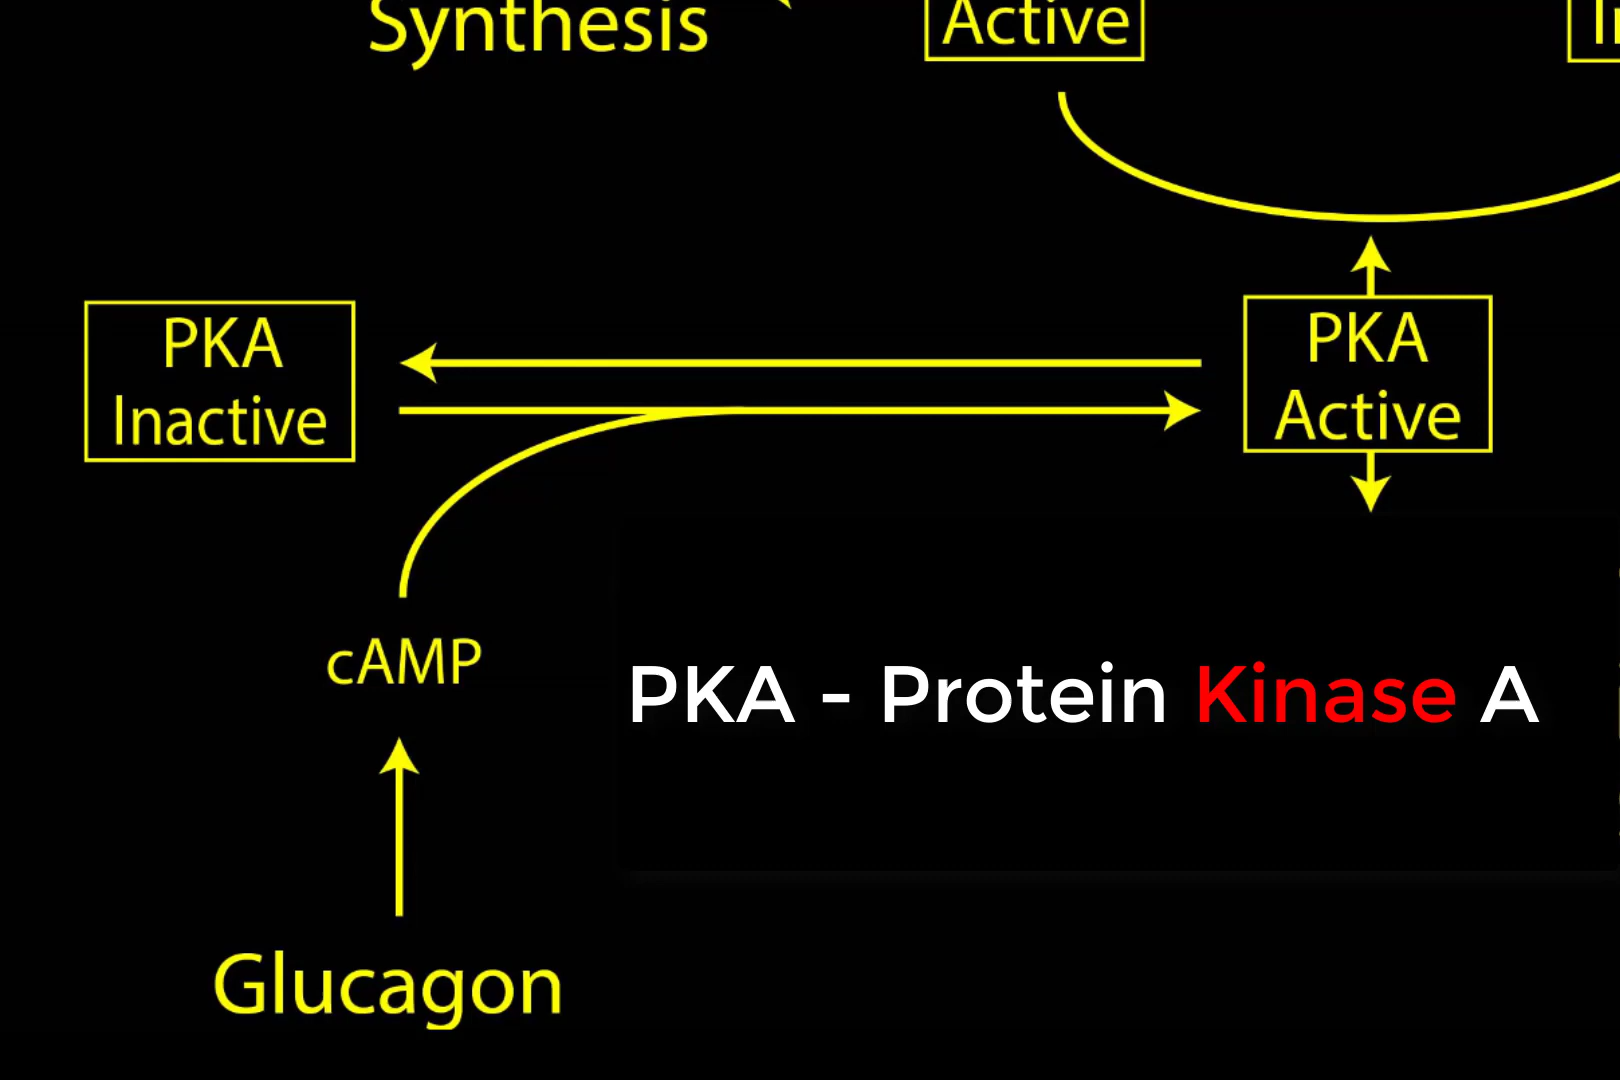 Synthesis
Active
PKA
Inactive
PKA
Active
cAMP
PKA - Protein Kinase A
Glucagon